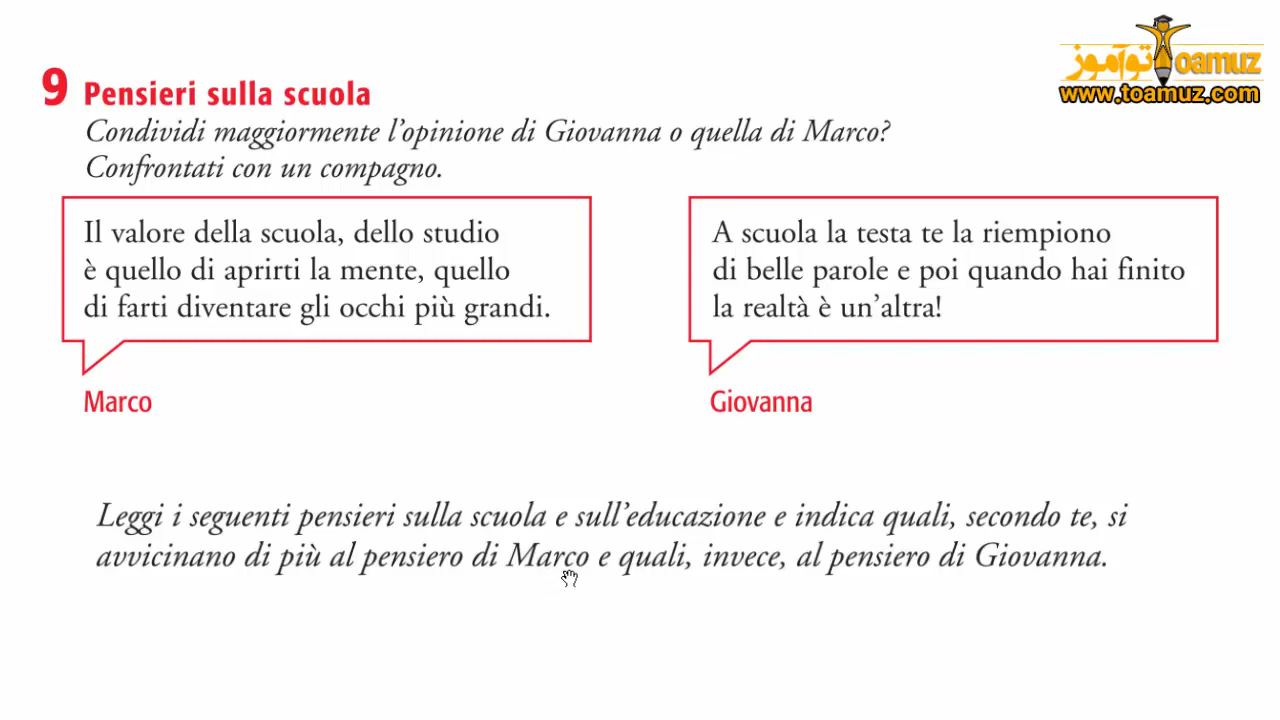 توآموز Toamuz
www.toamuz.com
9 Pensieri sulla scuola
Condividi maggiormente l'opinione di Giovanna o quella di Marco?
Confrontati con un compagno.
Il valore della scuola, dello studio
è quello di aprirti la mente, quello
di farti diventare gli occhi più grandi.
Marco
A scuola la testa te la riempiono
di belle parole e poi quando hai finito
la realtà è un'altra!
Giovanna
Leggi i seguenti pensieri sulla scuola e sull'educazione e indica quali, secondo te, si
avvicinano di più al pensiero di Marco e quali, invece, al pensiero di Giovanna.